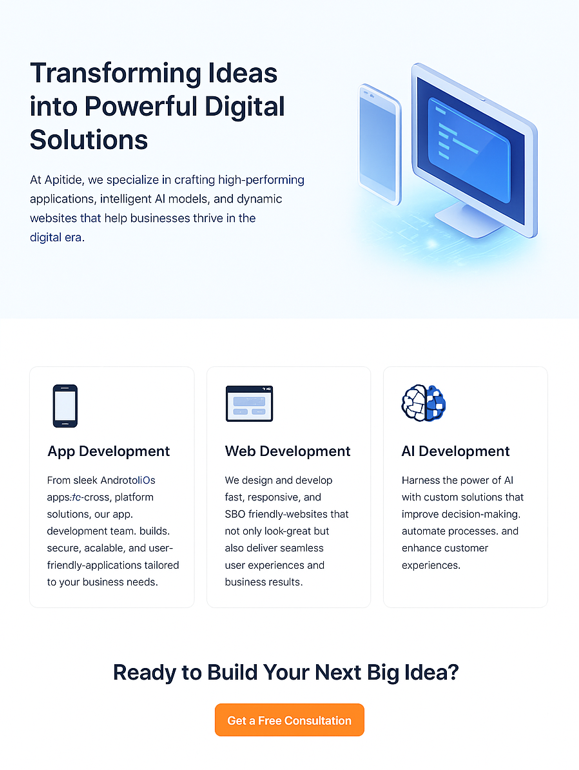 Transforming Ideas
into Powerful Digital
Solutions
At Apitide, we specialize in crafting high-performing
applications, intelligent AI models, and dynamic
websites that help businesses thrive in the
digital era.
App Development
From sleek AndrotoliOs
apps:fc-cross, platform
solutions, our app.
development team. builds.
secure, acalable, and user-
friendly-applications tailored
to your business needs.
Web Development
We design and develop
fast, responsive, and
SBO friendly-websites that
not only look-great but
also deliver seamless
user experiences and
business results.
AI Development
Harness the power of AI
with custom solutions that
improve decision-making.
automate processes. and
enhance customer
experiences.
Ready to Build Your Next Big Idea?
Get a Free Consultation